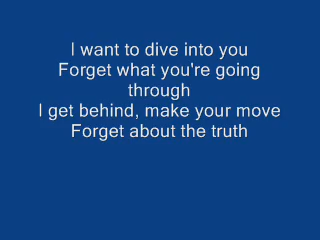 I want to dive into you
Forget what you're going
through
I get behind, make your move
Forget about the truth